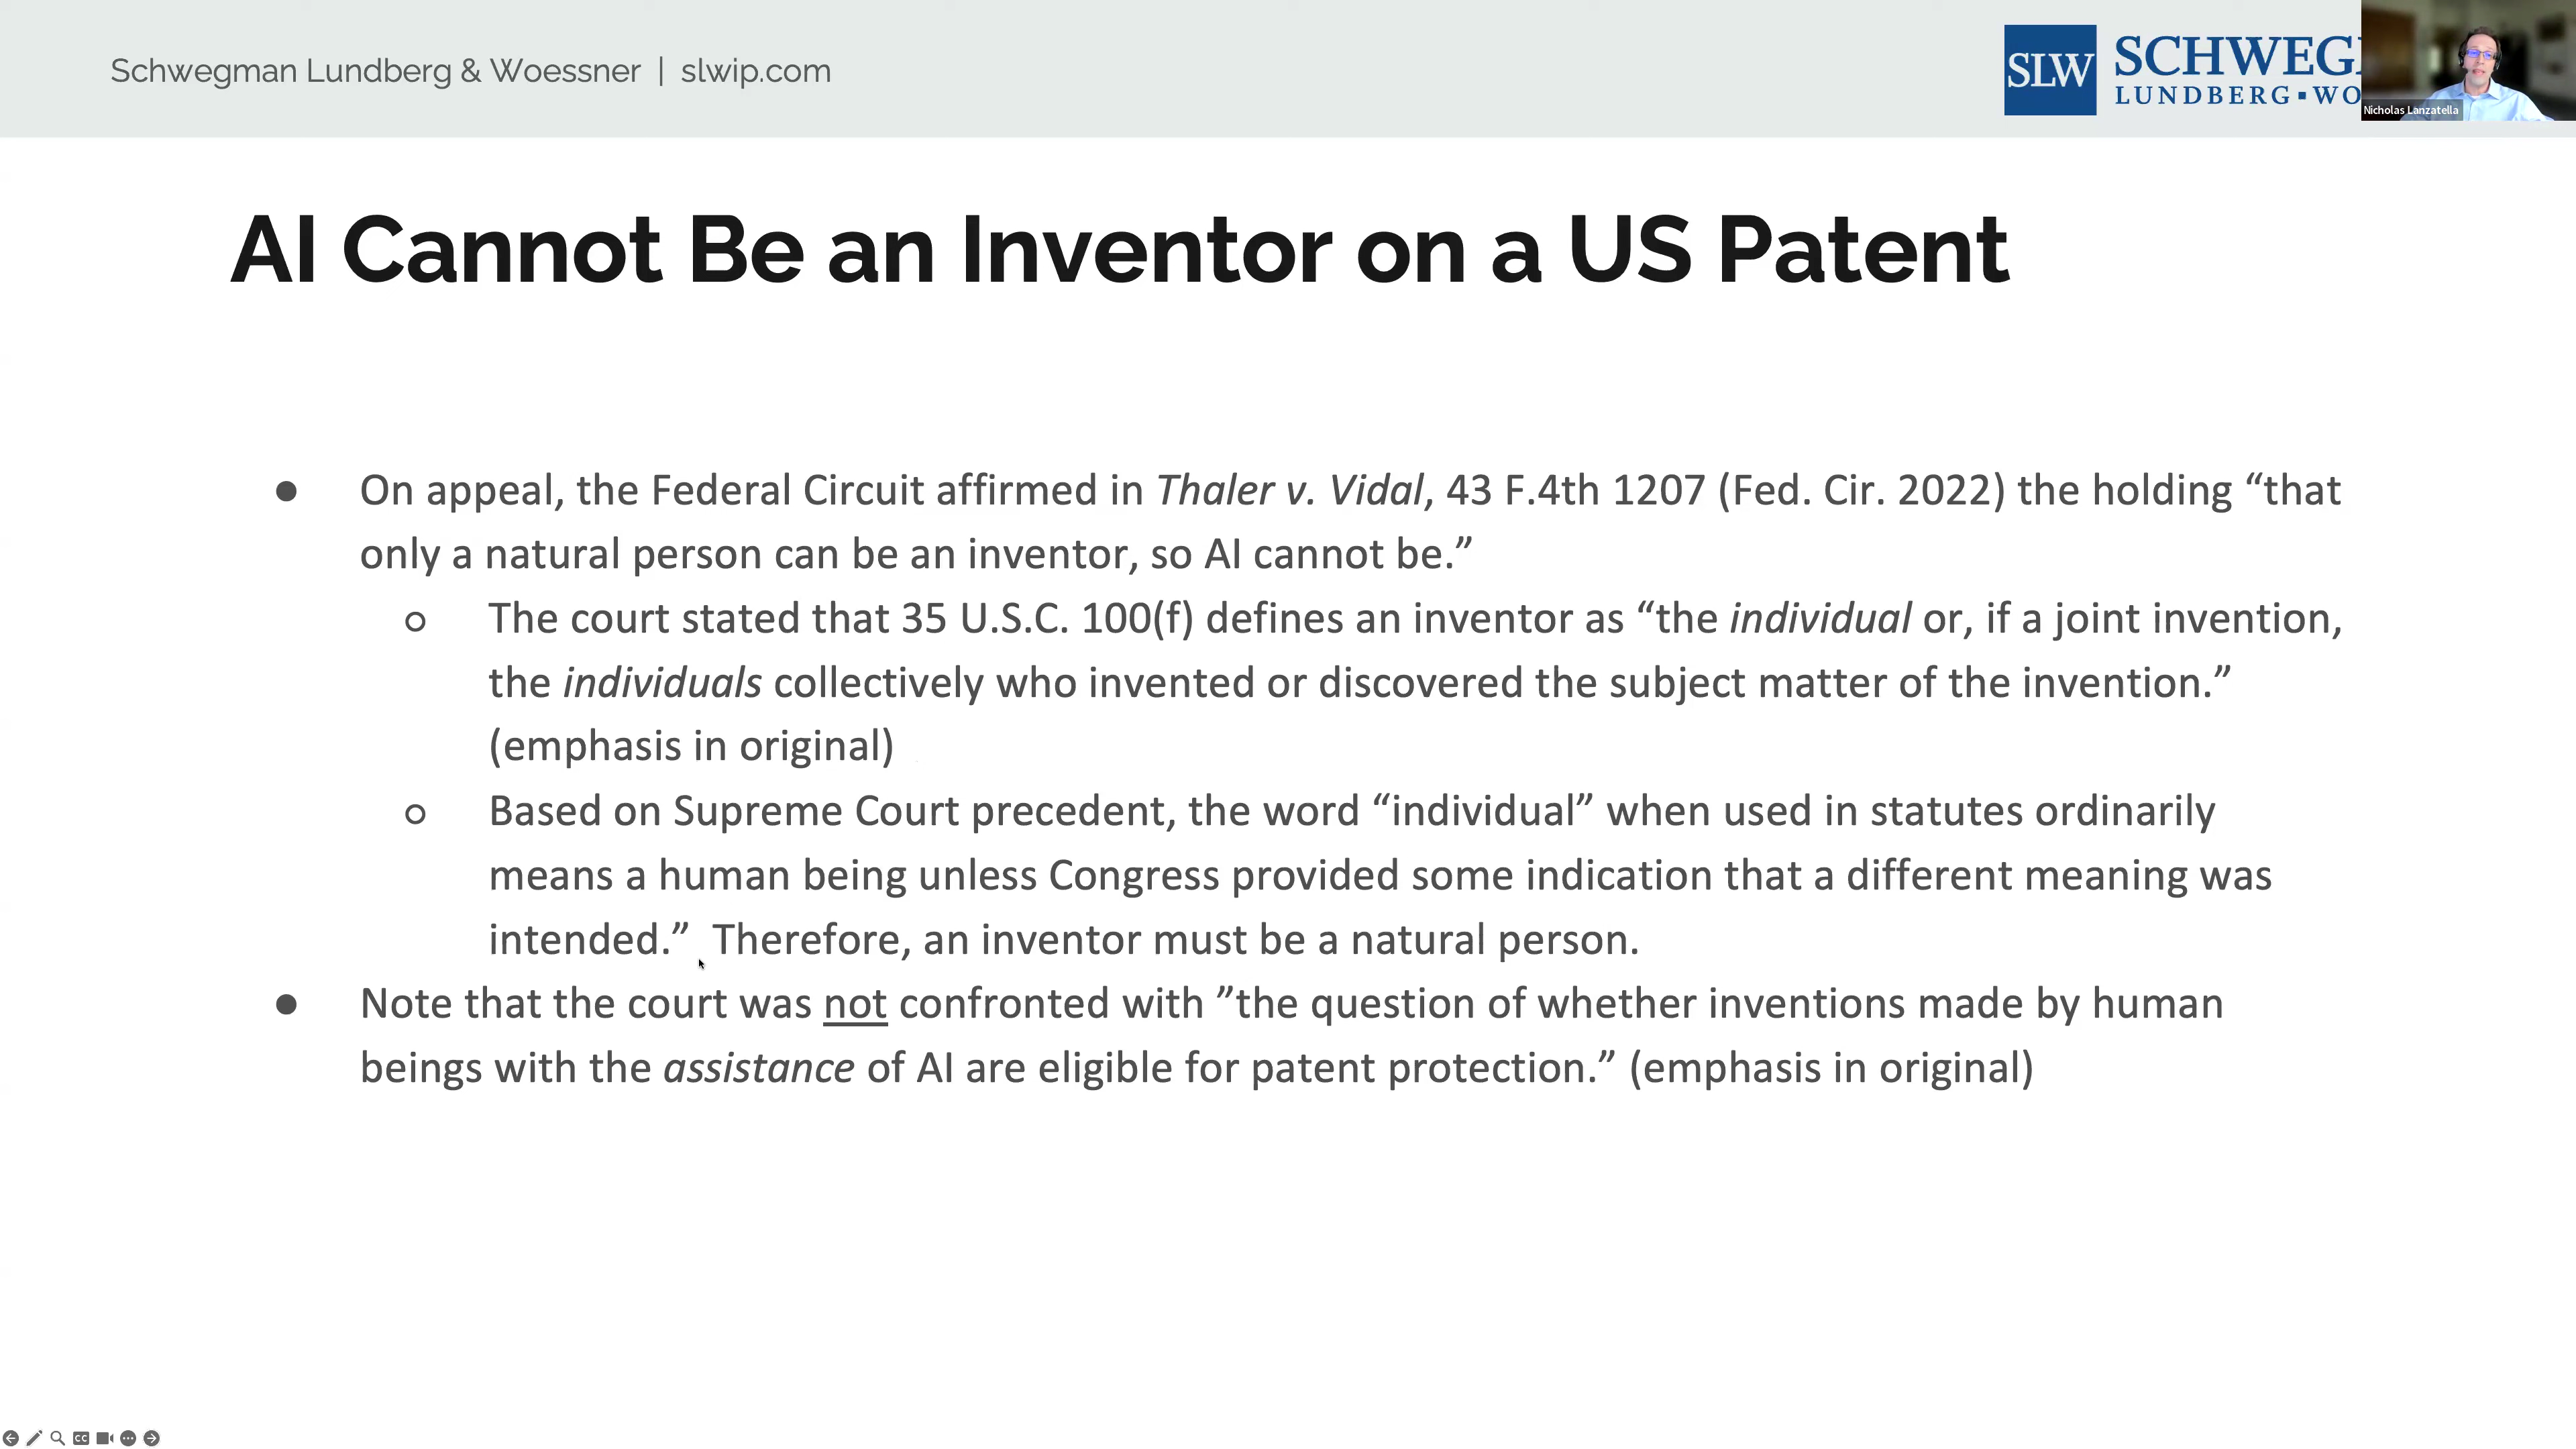 Schwegman Lundberg & Woessner | slwip.com
SLW
SCHWEG
LUNDBERG▪WO
Nicholas Lanzatella
AI Cannot Be an Inventor on a US Patent
● On appeal, the Federal Circuit affirmed in Thaler v. Vidal, 43 F.4th 1207 (Fed. Cir. 2022) the holding “that
only a natural person can be an inventor, so AI cannot be.”
○ The court stated that 35 U.S.C. 100(f) defines an inventor as “the individual or, if a joint invention,
the individuals collectively who invented or discovered the subject matter of the invention.”
(emphasis in original)
○ Based on Supreme Court precedent, the word “individual” when used in statutes ordinarily
means a human being unless Congress provided some indication that a different meaning was
intended.” Therefore, an inventor must be a natural person.
● Note that the court was not confronted with ”the question of whether inventions made by human
beings with the assistance of AI are eligible for patent protection.” (emphasis in original)
CC